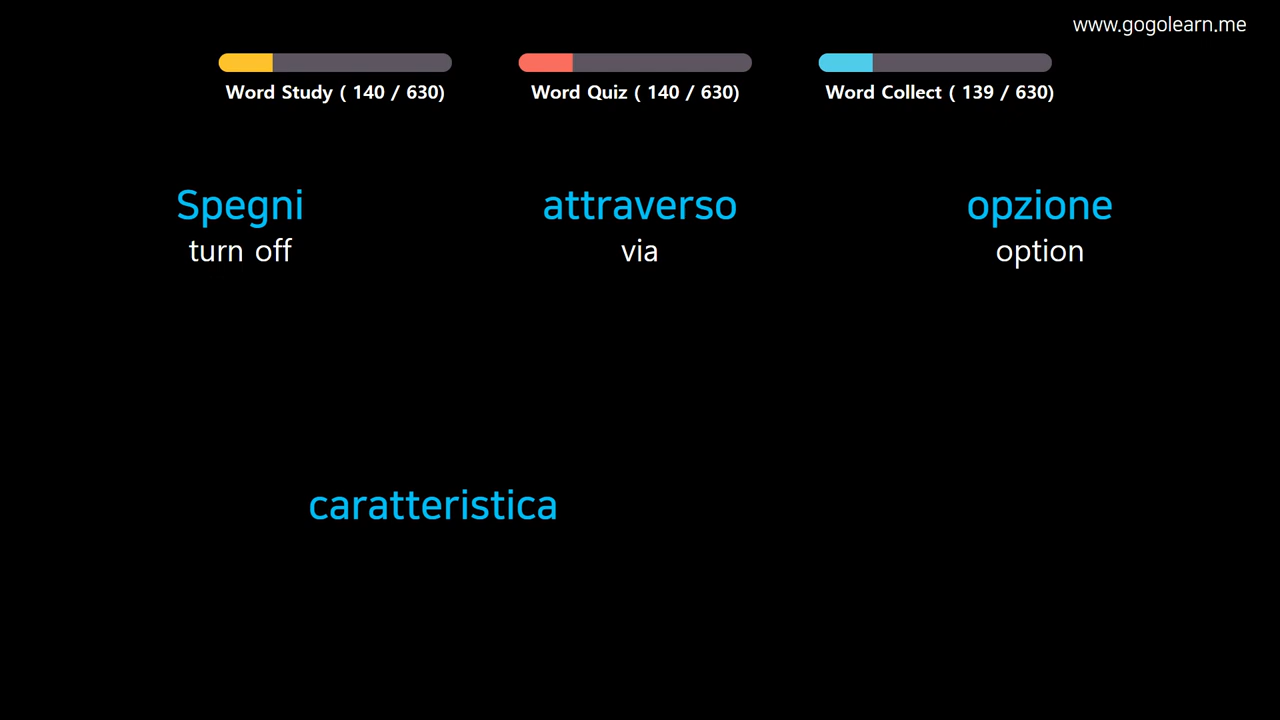 www.gogolearn.me
Word Study ( 140 / 630)
Word Quiz ( 140 / 630)
Word Collect ( 139 / 630)
Spegni
turn off
attraverso
via
opzione
option
caratteristica